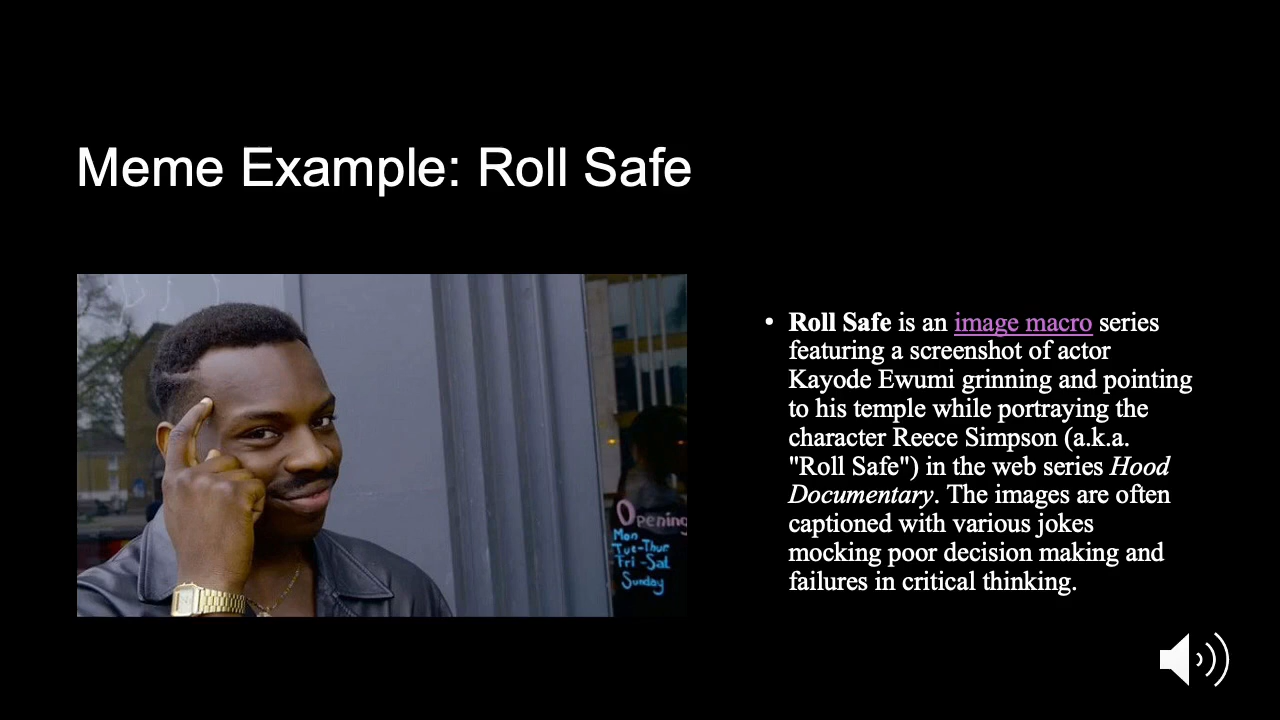 Meme Example: Roll Safe
Opening
Mon
Tue-Thur
Fri -Sat
Sunday
• Roll Safe is an image macro series
featuring a screenshot of actor
Kayode Ewumi grinning and pointing
to his temple while portraying the
character Reece Simpson (a.k.a.
"Roll Safe") in the web series Hood
Documentary. The images are often
captioned with various jokes
mocking poor decision making and
failures in critical thinking.